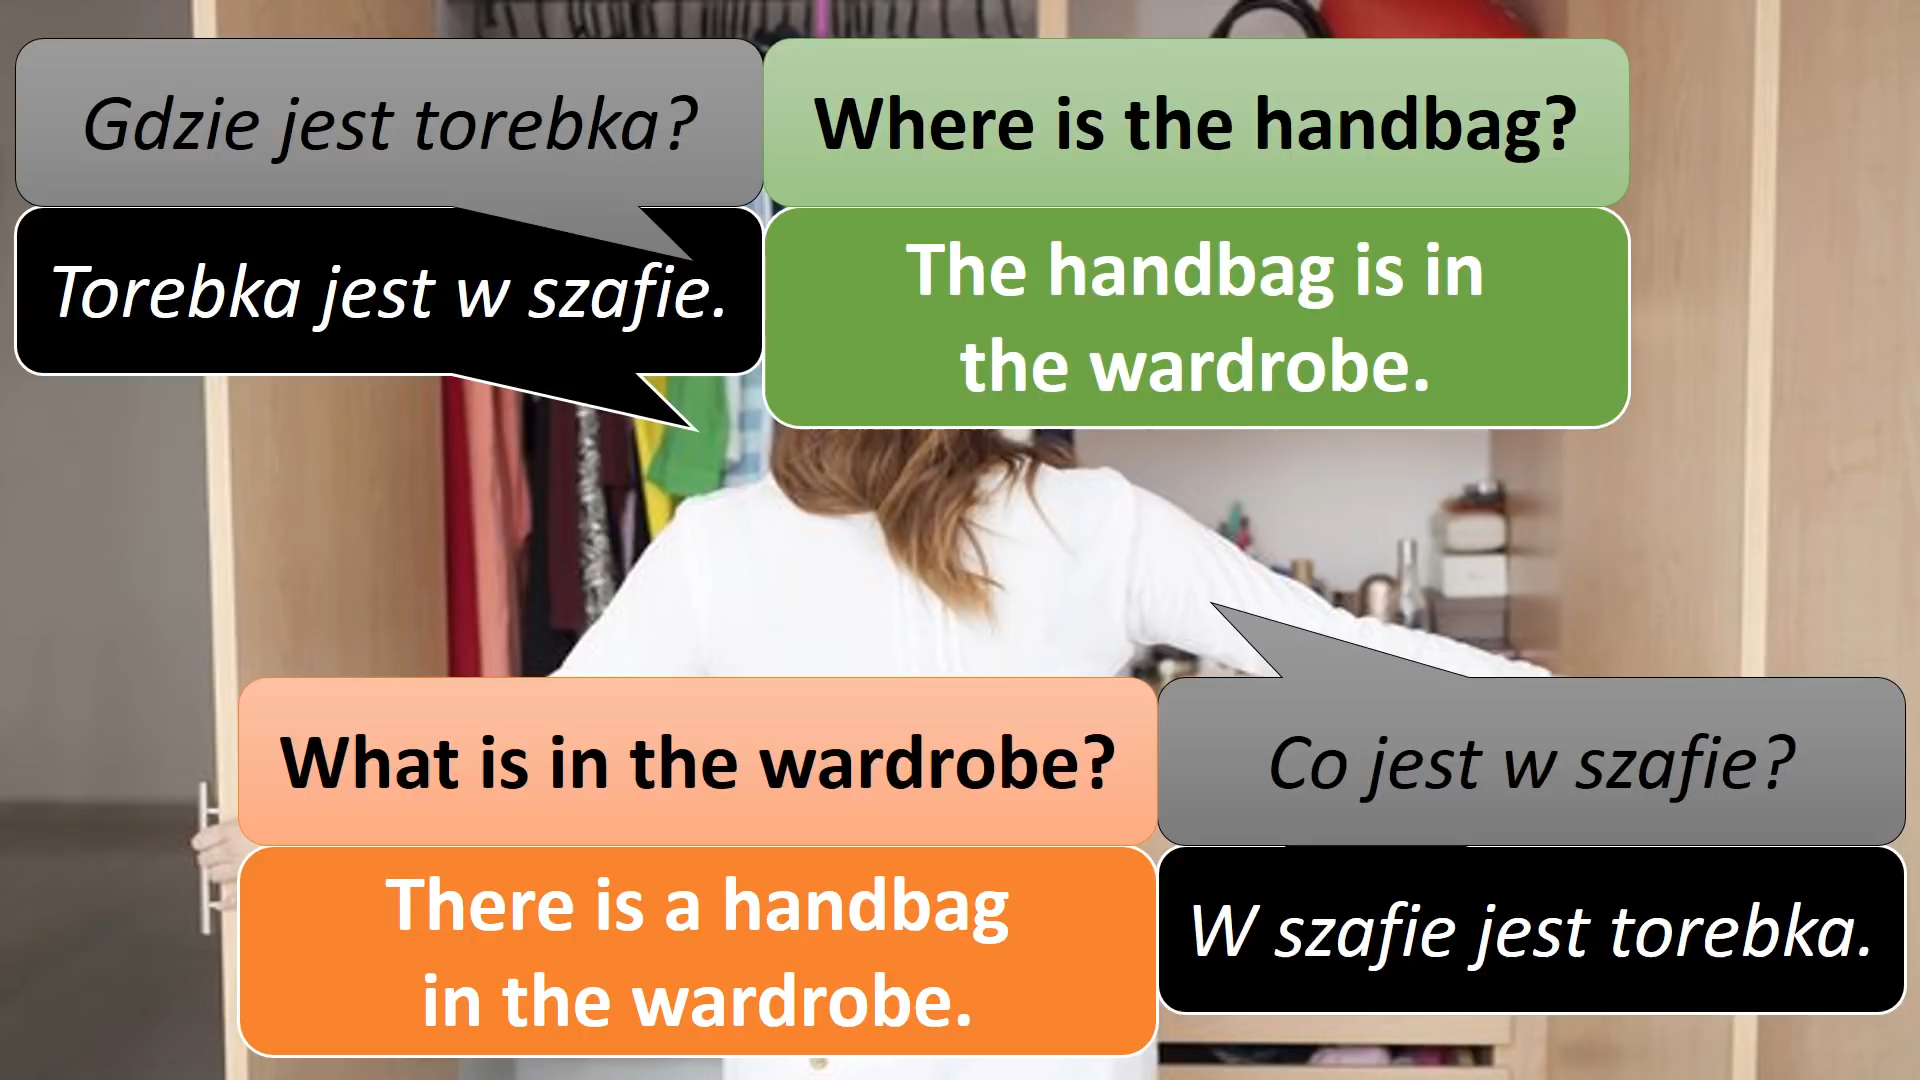 Gdzie jest torebka?
Where is the handbag?
Torebka jest w szafie.
The handbag is in
the wardrobe.
What is in the wardrobe?
Co jest w szafie?
There is a handbag
in the wardrobe.
W szafie jest torebka.